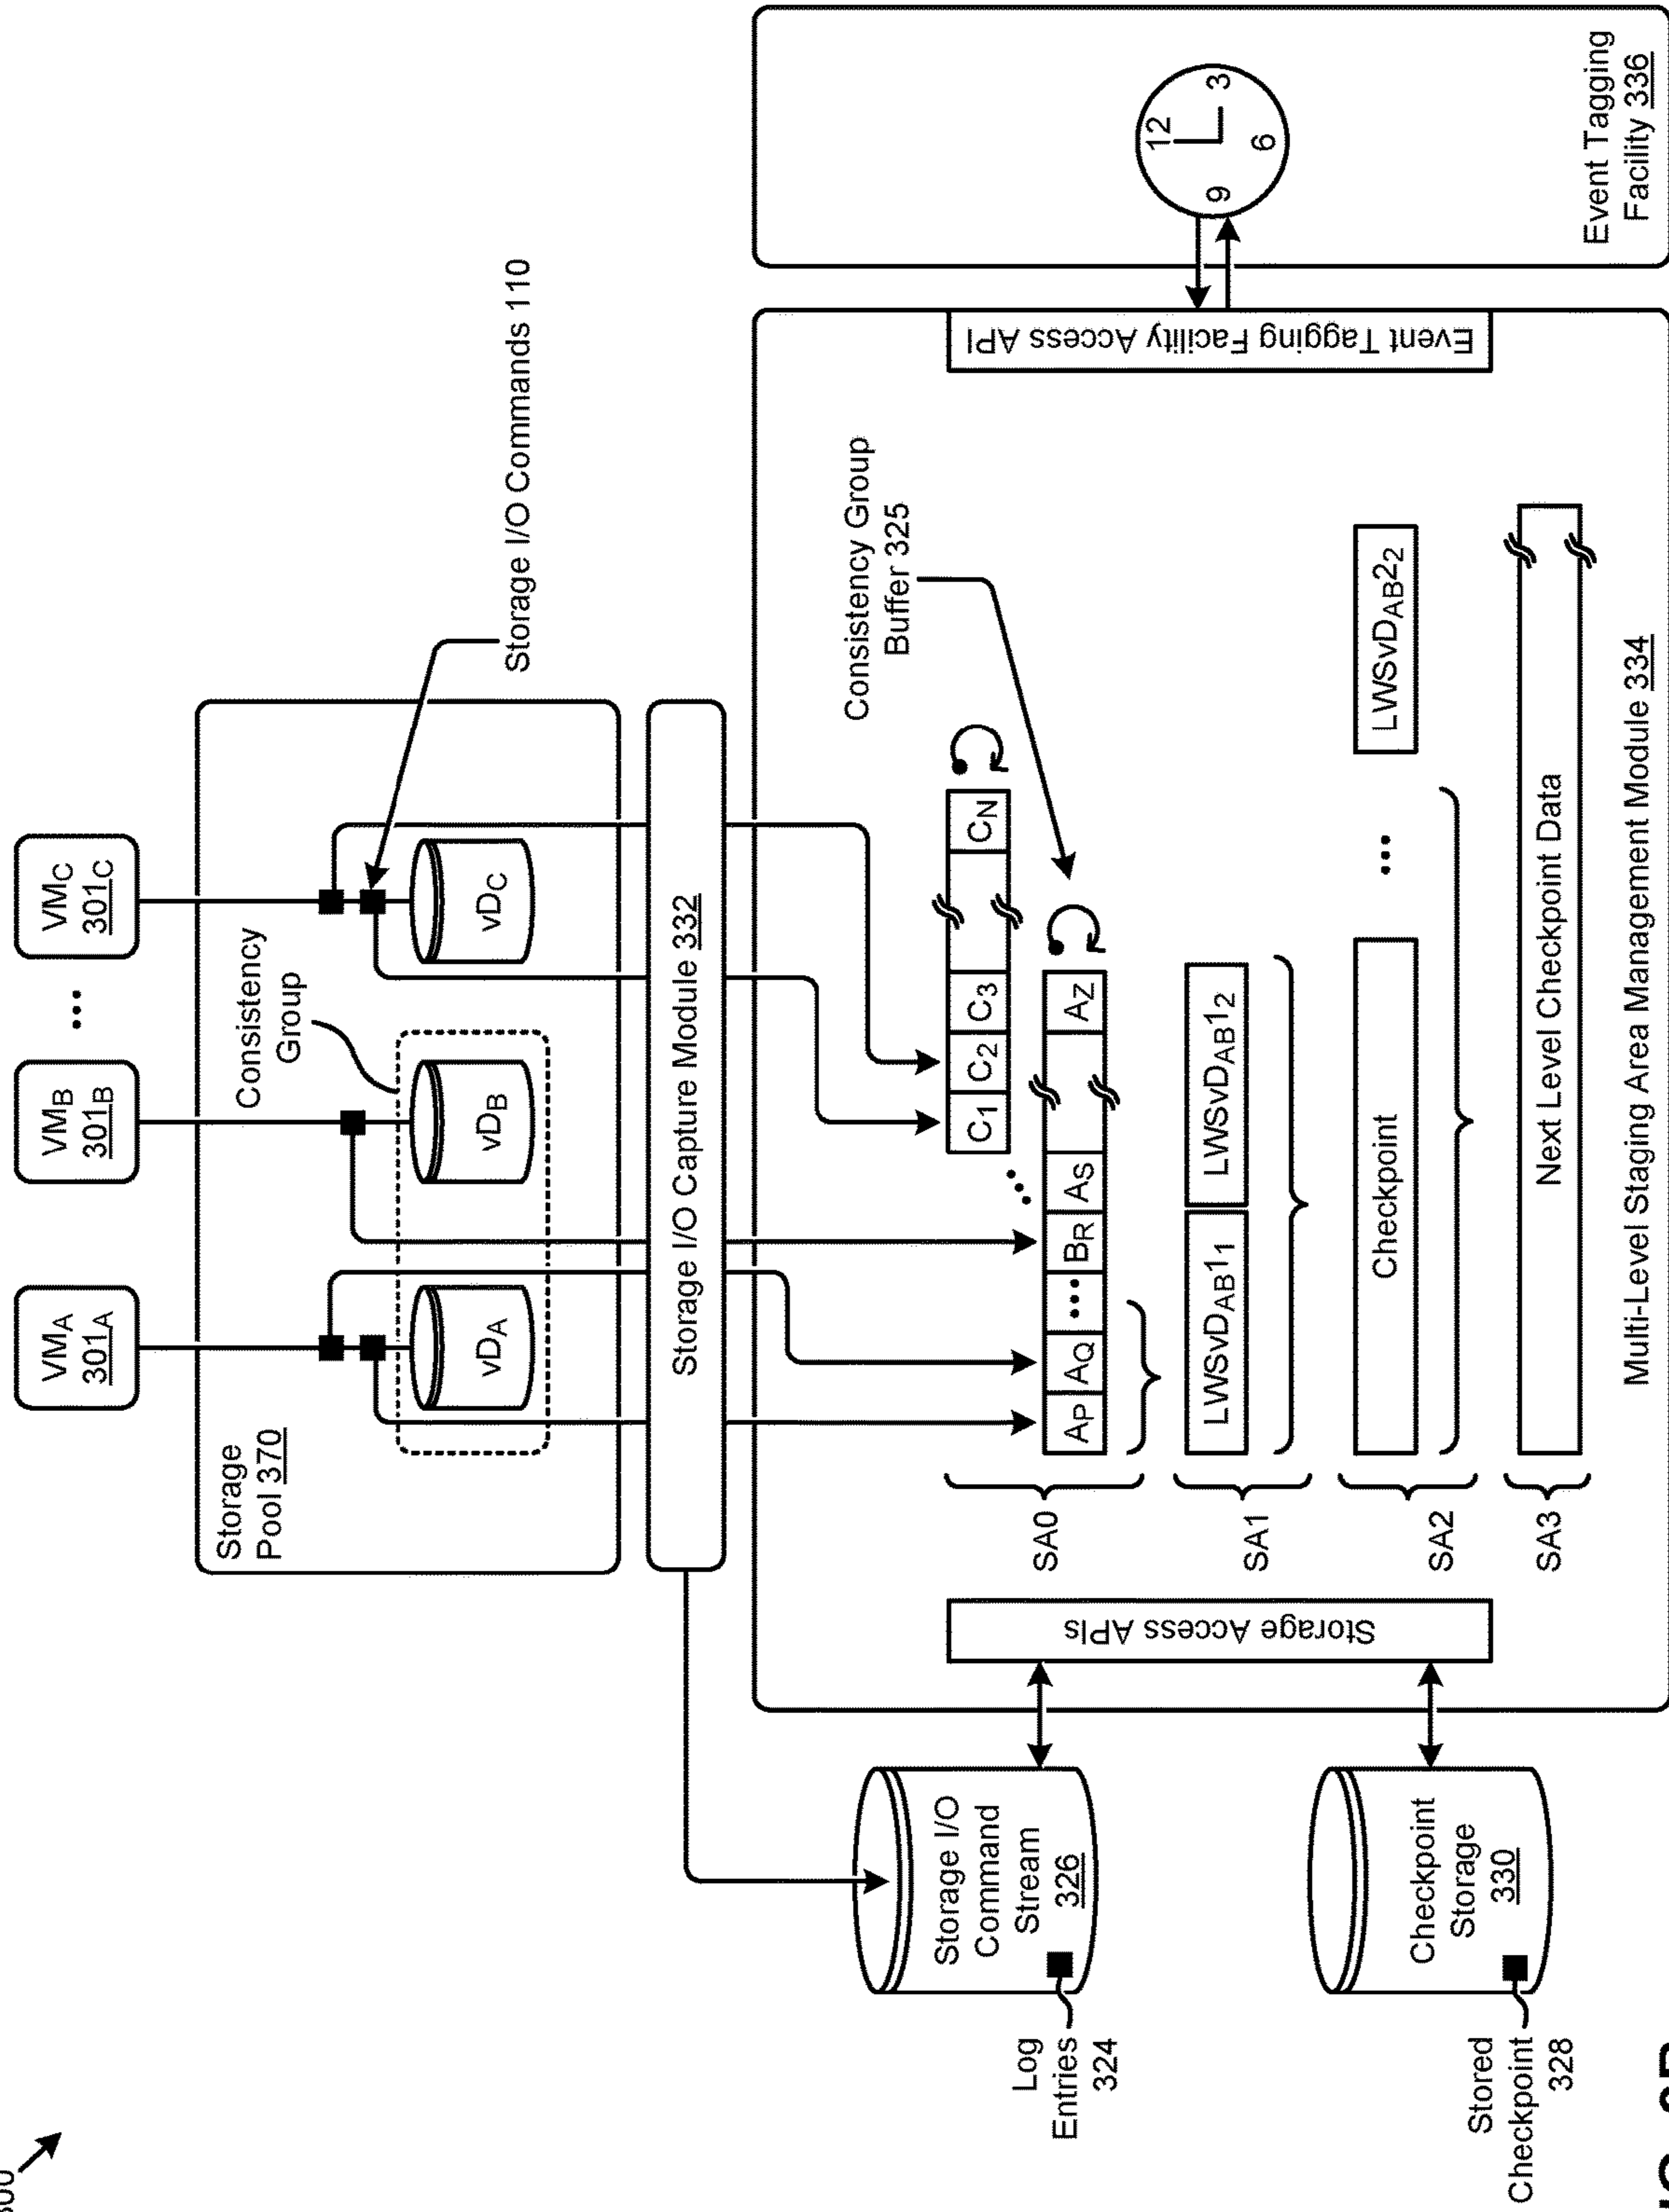 VMA
301A
VMB
301B
...
VMC
301C
Storage
Pool 370
Consistency
Group
vDA
vDB
vDC
Storage I/O Commands 110
Storage I/O Capture Module 332
Storage I/O
Command
Stream
326
Log
Entries
324
Checkpoint
Storage
330
Stored
Checkpoint
328
Storage Access APIs
Consistency Group
Buffer 325
SA0
C1 C2 C3 CN
...
AP AQ ... BR AS AZ
SA1
LWSvDAB11 LWSvDAB12
SA2
Checkpoint ... LWSvDAB22
SA3
Next Level Checkpoint Data
Multi-Level Staging Area Management Module 334
Event Tagging Facility Access API
12
9 3
6
Event Tagging
Facility 336